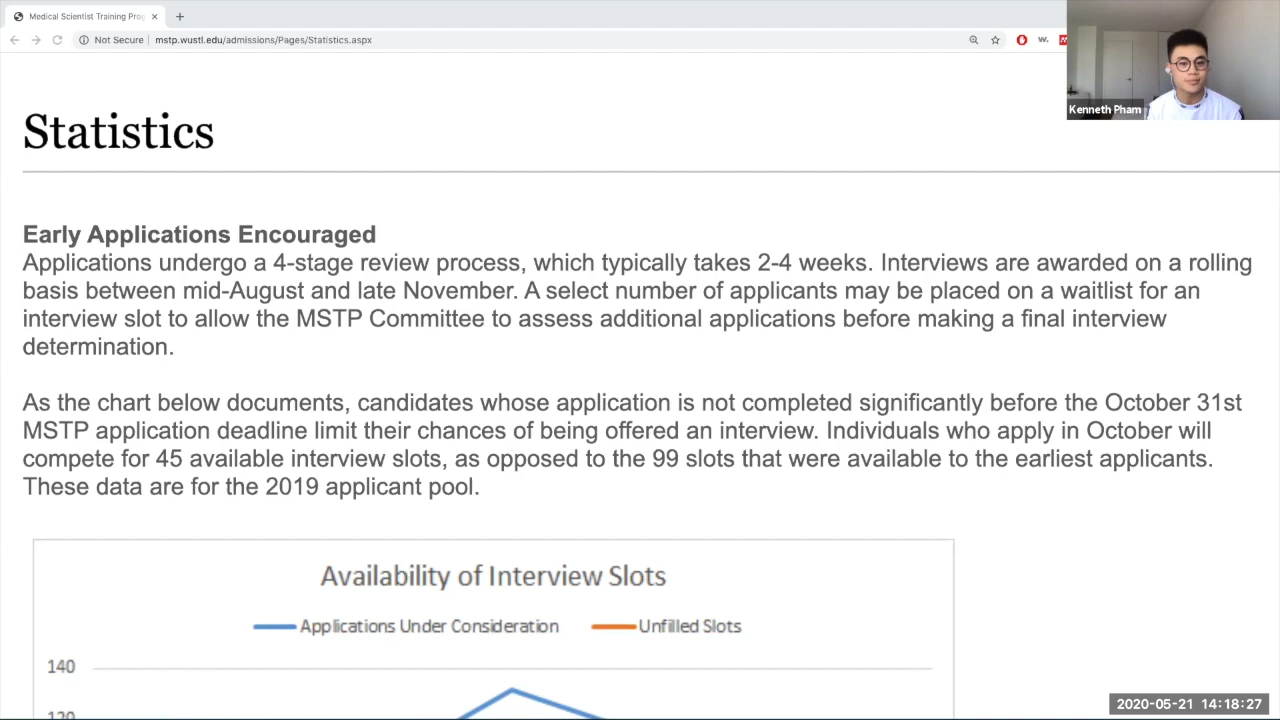 Medical Scientist Training Prog
Not Secure | mstp.wustl.edu/admissions/Pages/Statistics.aspx
Kenneth Pham
Statistics
Early Applications Encouraged
Applications undergo a 4-stage review process, which typically takes 2-4 weeks. Interviews are awarded on a rolling
basis between mid-August and late November. A select number of applicants may be placed on a waitlist for an
interview slot to allow the MSTP Committee to assess additional applications before making a final interview
determination.
As the chart below documents, candidates whose application is not completed significantly before the October 31st
MSTP application deadline limit their chances of being offered an interview. Individuals who apply in October will
compete for 45 available interview slots, as opposed to the 99 slots that were available to the earliest applicants.
These data are for the 2019 applicant pool.
Availability of Interview Slots
Applications Under Consideration Unfilled Slots
140
120
2020-05-21 14:18:27